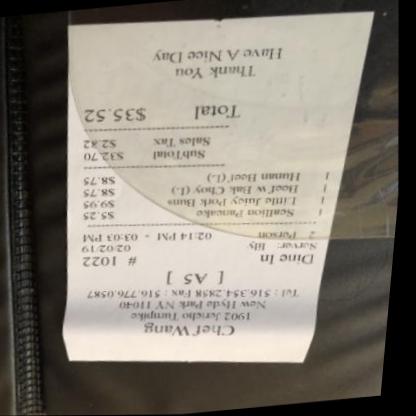 Chef Wang
1902 Jericho Turnpike
New Hyde Park NY 11040
Tel : 516.354.2858 Fax : 516.776.0587
[ A5 ]
Dine In # 1022
Server: lily 02/02/19
2 Person 02:14 PM - 03:03 PM
1 Scallion Pancake $5.25
1 Little Juicy Pork Buns $9.95
1 Beef w Bak Choy (L) $8.75
1 Hunan Beef (L) $8.75
SubTotal $32.70
Sales Tax $2.82
Total $35.52
Thank You
Have A Nice Day